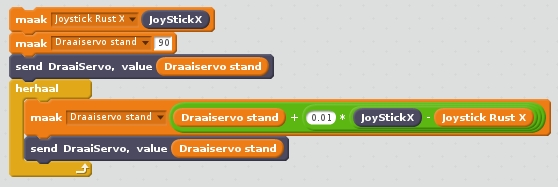 maak Joystick Rust X JoyStickX
maak Draaiservo stand 90
send DraaiServo, value Draaiservo stand
herhaal
maak Draaiservo stand Draaiservo stand + 0.01 * JoyStickX - Joystick Rust X
send DraaiServo, value Draaiservo stand